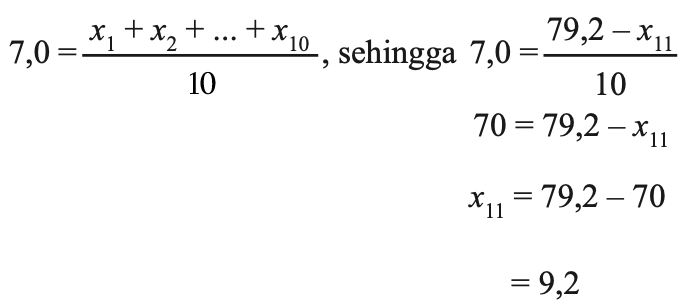 7,0 = (x₁ + x₂ + ... + x₁₀)/10, sehingga 7,0 = (79,2 – x₁₁)/10
70 = 79,2 – x₁₁
x₁₁ = 79,2 – 70
= 9,2